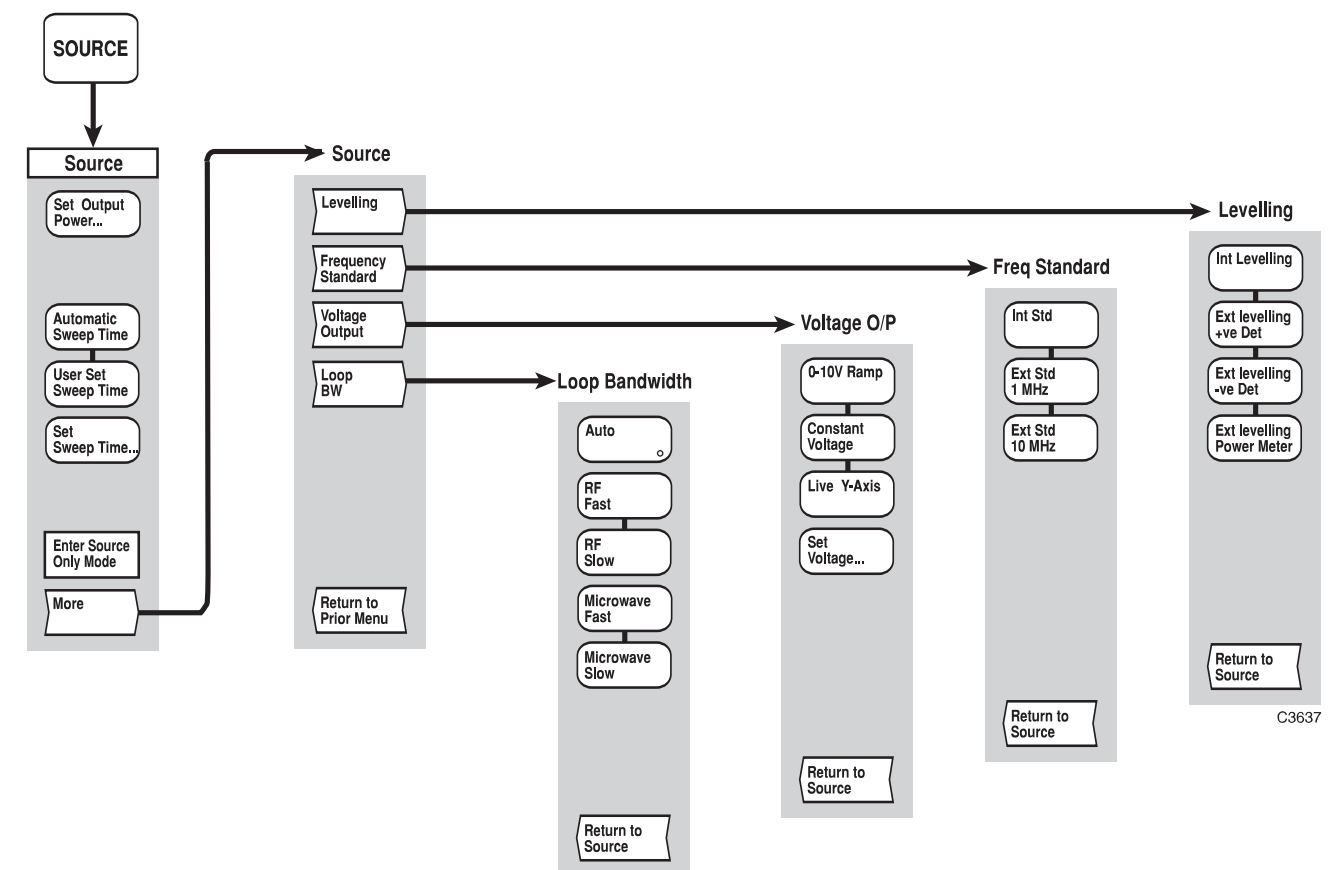 SOURCE
Source
Set Output
Power...
Automatic
Sweep Time
User Set
Sweep Time
Set
Sweep Time...
Enter Source
Only Mode
More
Source
Levelling
Frequency
Standard
Voltage
Output
Loop
BW
Return to
Prior Menu
Loop Bandwidth
Auto
RF
Fast
RF
Slow
Microwave
Fast
Microwave
Slow
Return to
Source
Voltage O/P
0-10V Ramp
Constant
Voltage
Live Y-Axis
Set
Voltage...
Return to
Source
Freq Standard
Int Std
Ext Std
1 MHz
Ext Std
10 MHz
Return to
Source
Levelling
Int Levelling
Ext levelling
+ve Det
Ext levelling
-ve Det
Ext levelling
Power Meter
Return to
Source
C3637